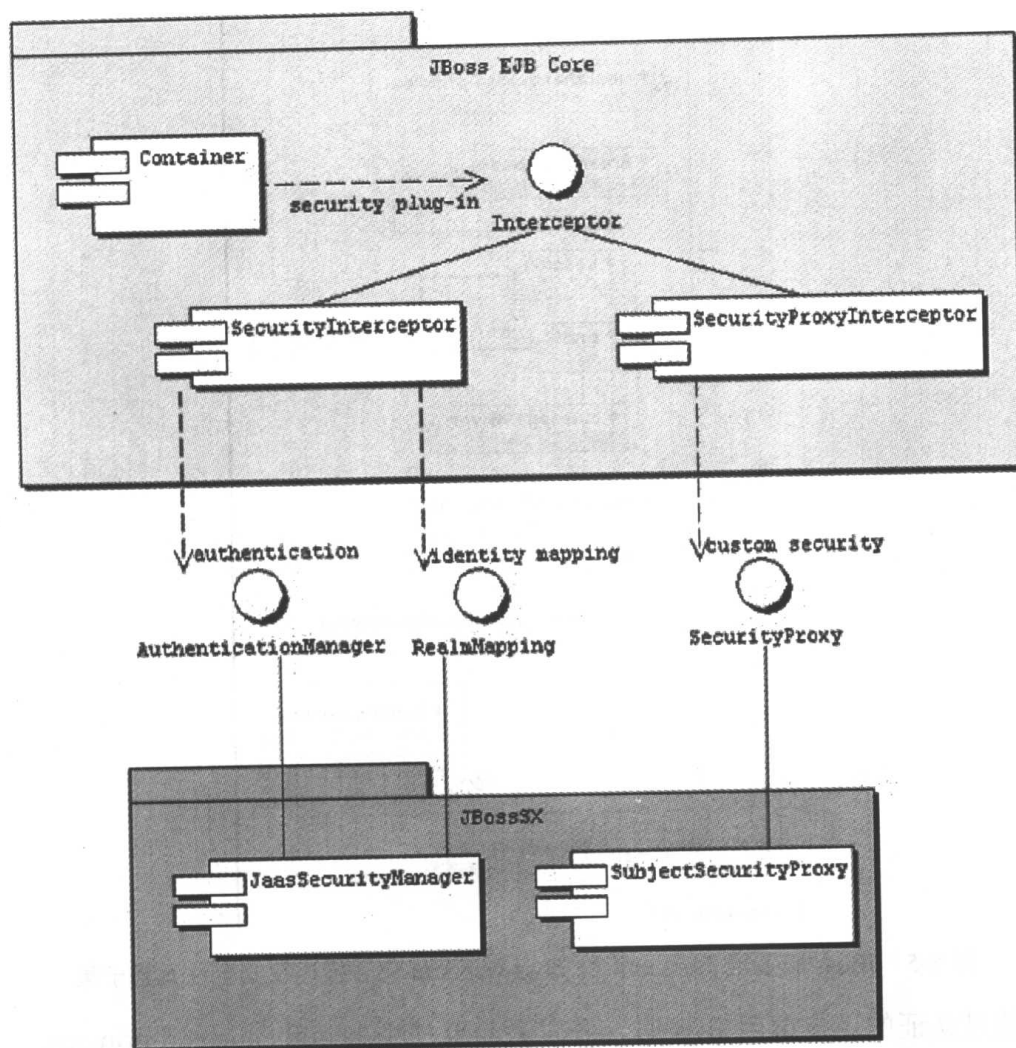 JBoss EJB Core
Container
security plug-in
Interceptor
SecurityInterceptor
SecurityProxyInterceptor
authentication
identity mapping
custom security
AuthenticationManager
RealmMapping
SecurityProxy
JBossSX
JaasSecurityManager
SubjectSecurityProxy